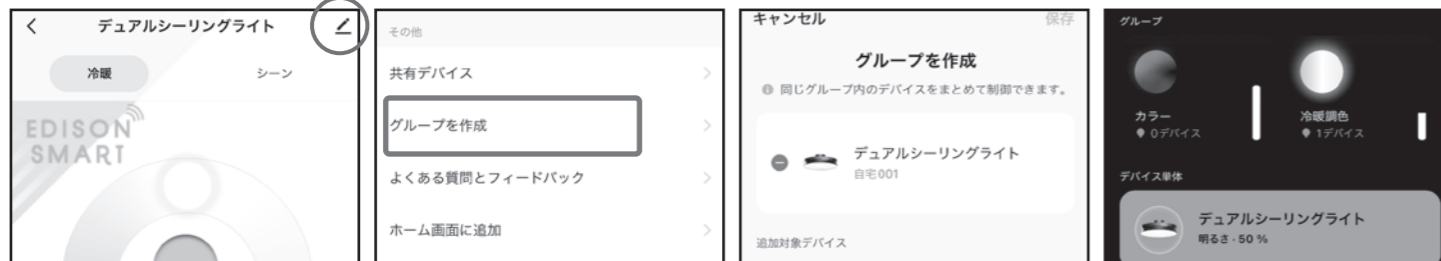 デュアルシーリングライト
冷暖
シーン
EDISON
SMART
その他
共有デバイス
グループを作成
よくある質問とフィードバック
ホーム画面に追加
キャンセル
保存
グループを作成
同じグループ内のデバイスをまとめて制御できます。
デュアルシーリングライト
自宅001
追加対象デバイス
グループ
カラー
0デバイス
冷暖調色
1デバイス
デバイス単体
デュアルシーリングライト
明るさ · 50 %